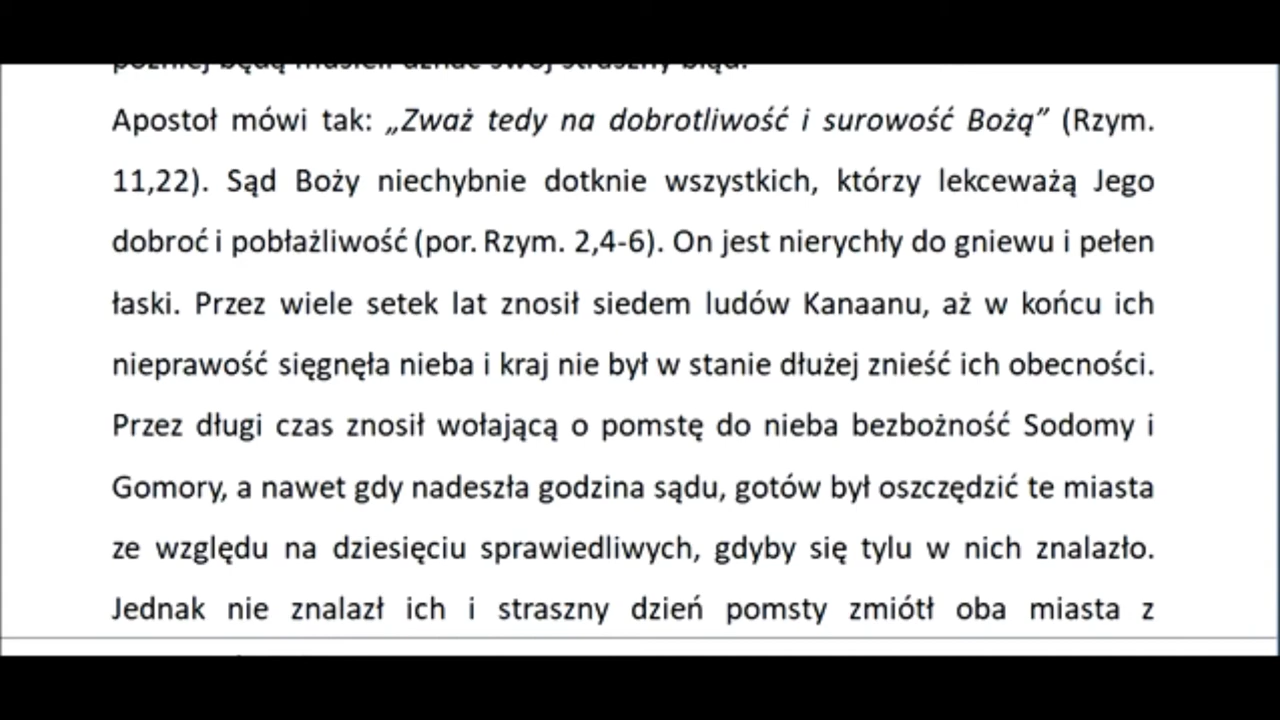 Apostoł mówi tak: „Zważ tedy na dobrotliwość i surowość Bożą” (Rzym.
11,22). Sąd Boży niechybnie dotknie wszystkich, którzy lekceważą Jego
dobroć i pobłażliwość (por. Rzym. 2,4-6). On jest nierychły do gniewu i pełen
łaski. Przez wiele setek lat znosił siedem ludów Kanaanu, aż w końcu ich
nieprawość sięgnęła nieba i kraj nie był w stanie dłużej znieść ich obecności.
Przez długi czas znosił wołającą o pomstę do nieba bezbożność Sodomy i
Gomory, a nawet gdy nadeszła godzina sądu, gotów był oszczędzić te miasta
ze względu na dziesięciu sprawiedliwych, gdyby się tylu w nich znalazło.
Jednak nie znalazł ich i straszny dzień pomsty zmiótł oba miasta z